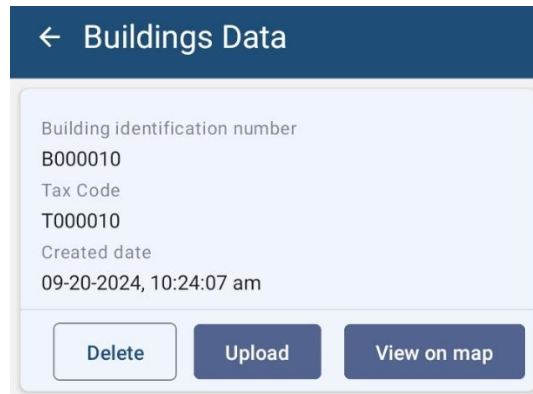 Buildings Data
Building identification number
B000010
Tax Code
T000010
Created date
09-20-2024, 10:24:07 am
Delete Upload View on map